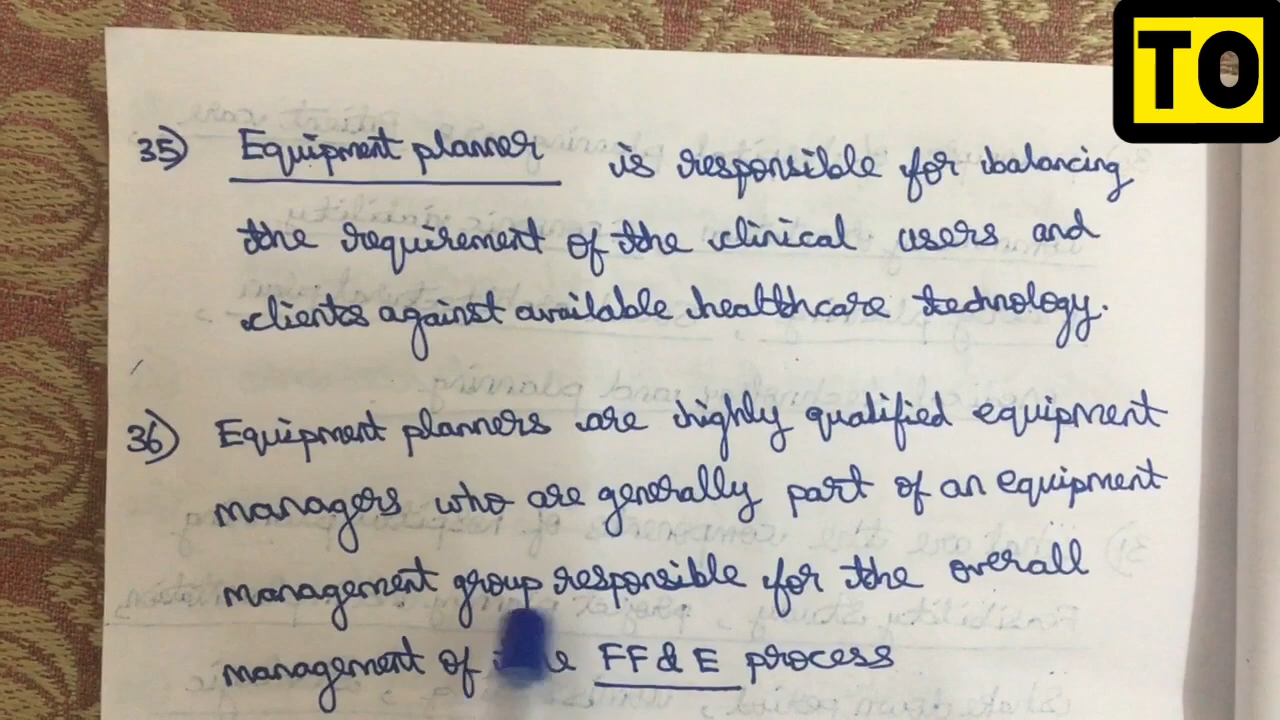 TO
35) Equipment planner is responsible for balancing
the requirement of the clinical users and
clients against available healthcare technology.
36) Equipment planners are highly qualified equipment
managers who are generally part of an equipment
management group responsible for the overall
management of FF & E process